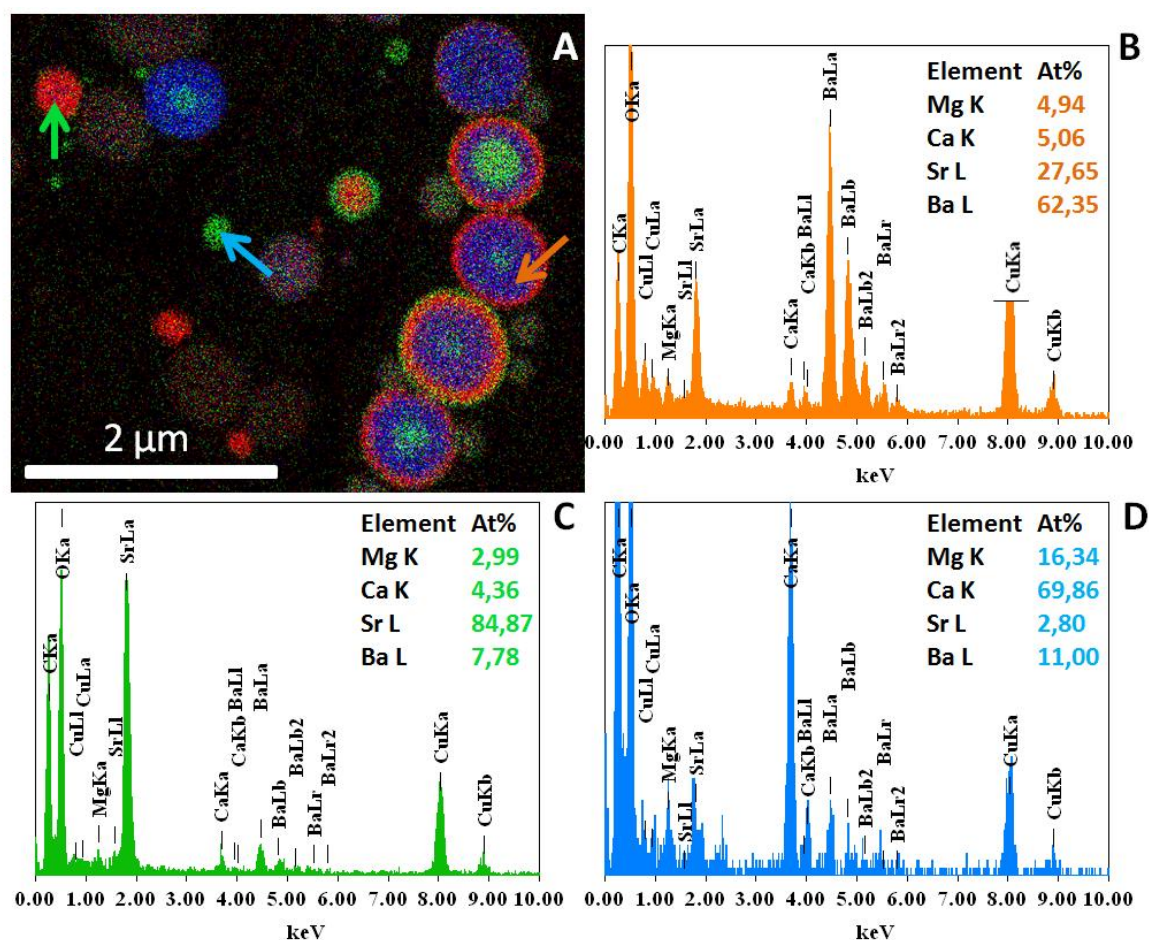 A
2 µm
B
Element At%
Mg K 4,94
Ca K 5,06
Sr L 27,65
Ba L 62,35
CKa
OKa
CuLl
CuLa
MgKa
SrLl
SrLa
CaKa
CaKb
BaLl
BaLa
BaLb
BaLb2
BaLr
BaLr2
CuKa
CuKb
0.00 1.00 2.00 3.00 4.00 5.00 6.00 7.00 8.00 9.00 10.00
keV
C
Element At%
Mg K 2,99
Ca K 4,36
Sr L 84,87
Ba L 7,78
CKa
OKa
CuLl
CuLa
MgKa
SrLl
SrLa
CaKa
CaKb
BaLl
BaLa
BaLb
BaLb2
BaLr
BaLr2
CuKa
CuKb
0.00 1.00 2.00 3.00 4.00 5.00 6.00 7.00 8.00 9.00 10.00
keV
D
Element At%
Mg K 16,34
Ca K 69,86
Sr L 2,80
Ba L 11,00
CKa
OKa
CuLl
CuLa
MgKa
SrLl
SrLa
CaKa
CaKb
BaLl
BaLa
BaLb
BaLb2
BaLr
BaLr2
CuKa
CuKb
0.00 1.00 2.00 3.00 4.00 5.00 6.00 7.00 8.00 9.00 10.00
keV